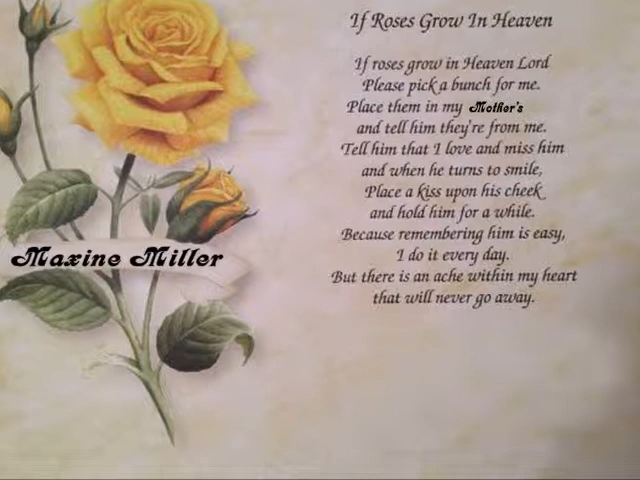 If Roses Grow In Heaven
If roses grow in Heaven Lord
Please pick a bunch for me.
Place them in my Mother's
and tell him they're from me.
Tell him that I love and miss him
and when he turns to smile,
Place a kiss upon his cheek
and hold him for a while.
Because remembering him is easy,
I do it every day.
But there is an ache within my heart
that will never go away.
Maxine Miller